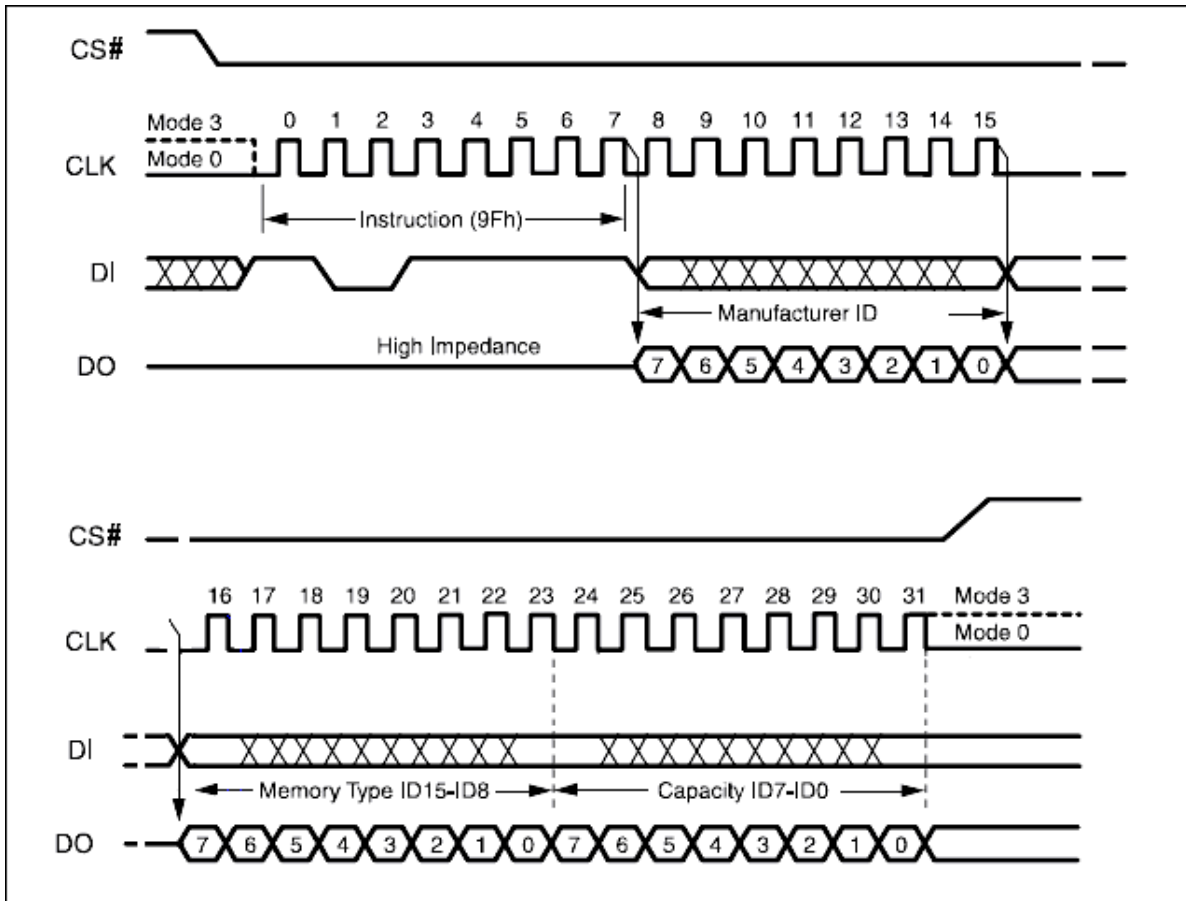 CS#
Mode 3
0 1 2 3 4 5 6 7 8 9 10 11 12 13 14 15
Mode 0
CLK
Instruction (9Fh)
DI
Manufacturer ID
High Impedance
DO
7 6 5 4 3 2 1 0
CS#
16 17 18 19 20 21 22 23 24 25 26 27 28 29 30 31
Mode 3
CLK
Mode 0
DI
Memory Type ID15-ID8
Capacity ID7-ID0
DO
7 6 5 4 3 2 1 0 7 6 5 4 3 2 1 0